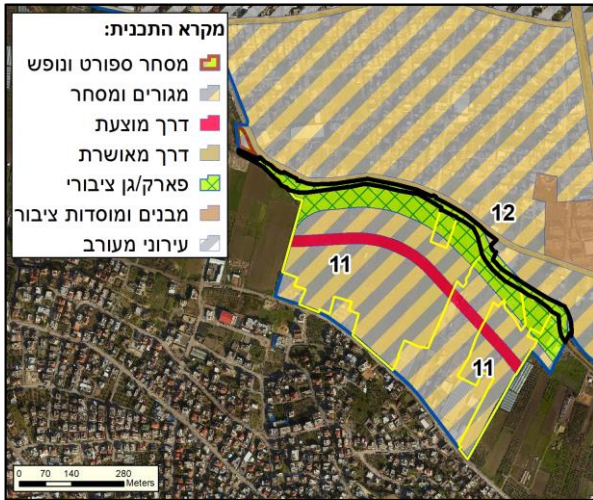 מקרא התכנית:
מסחר ספורט ונופש
מגורים ומסחר
דרך מוצעת
דרך מאושרת
פארק/גן ציבורי
מבנים ומוסדות ציבור
עירוני מעורב
12
11
11
0 70 140 280
Meters